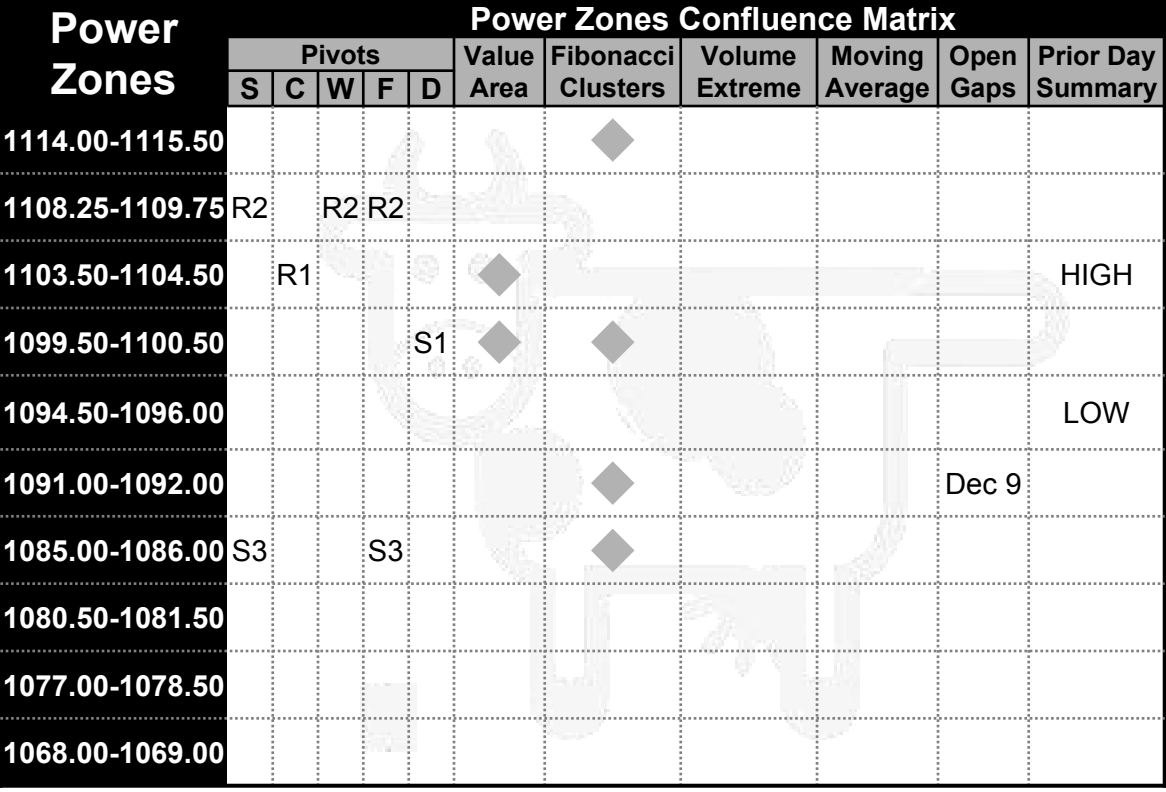 Power Zones
Power Zones Confluence Matrix
Pivots Value Area Fibonacci Clusters Volume Extreme Moving Average Open Gaps Prior Day Summary
S C W F D
1114.00-1115.50
1108.25-1109.75 R2 R2 R2
1103.50-1104.50 R1 HIGH
1099.50-1100.50 S1
1094.50-1096.00 LOW
1091.00-1092.00 Dec 9
1085.00-1086.00 S3 S3
1080.50-1081.50
1077.00-1078.50
1068.00-1069.00